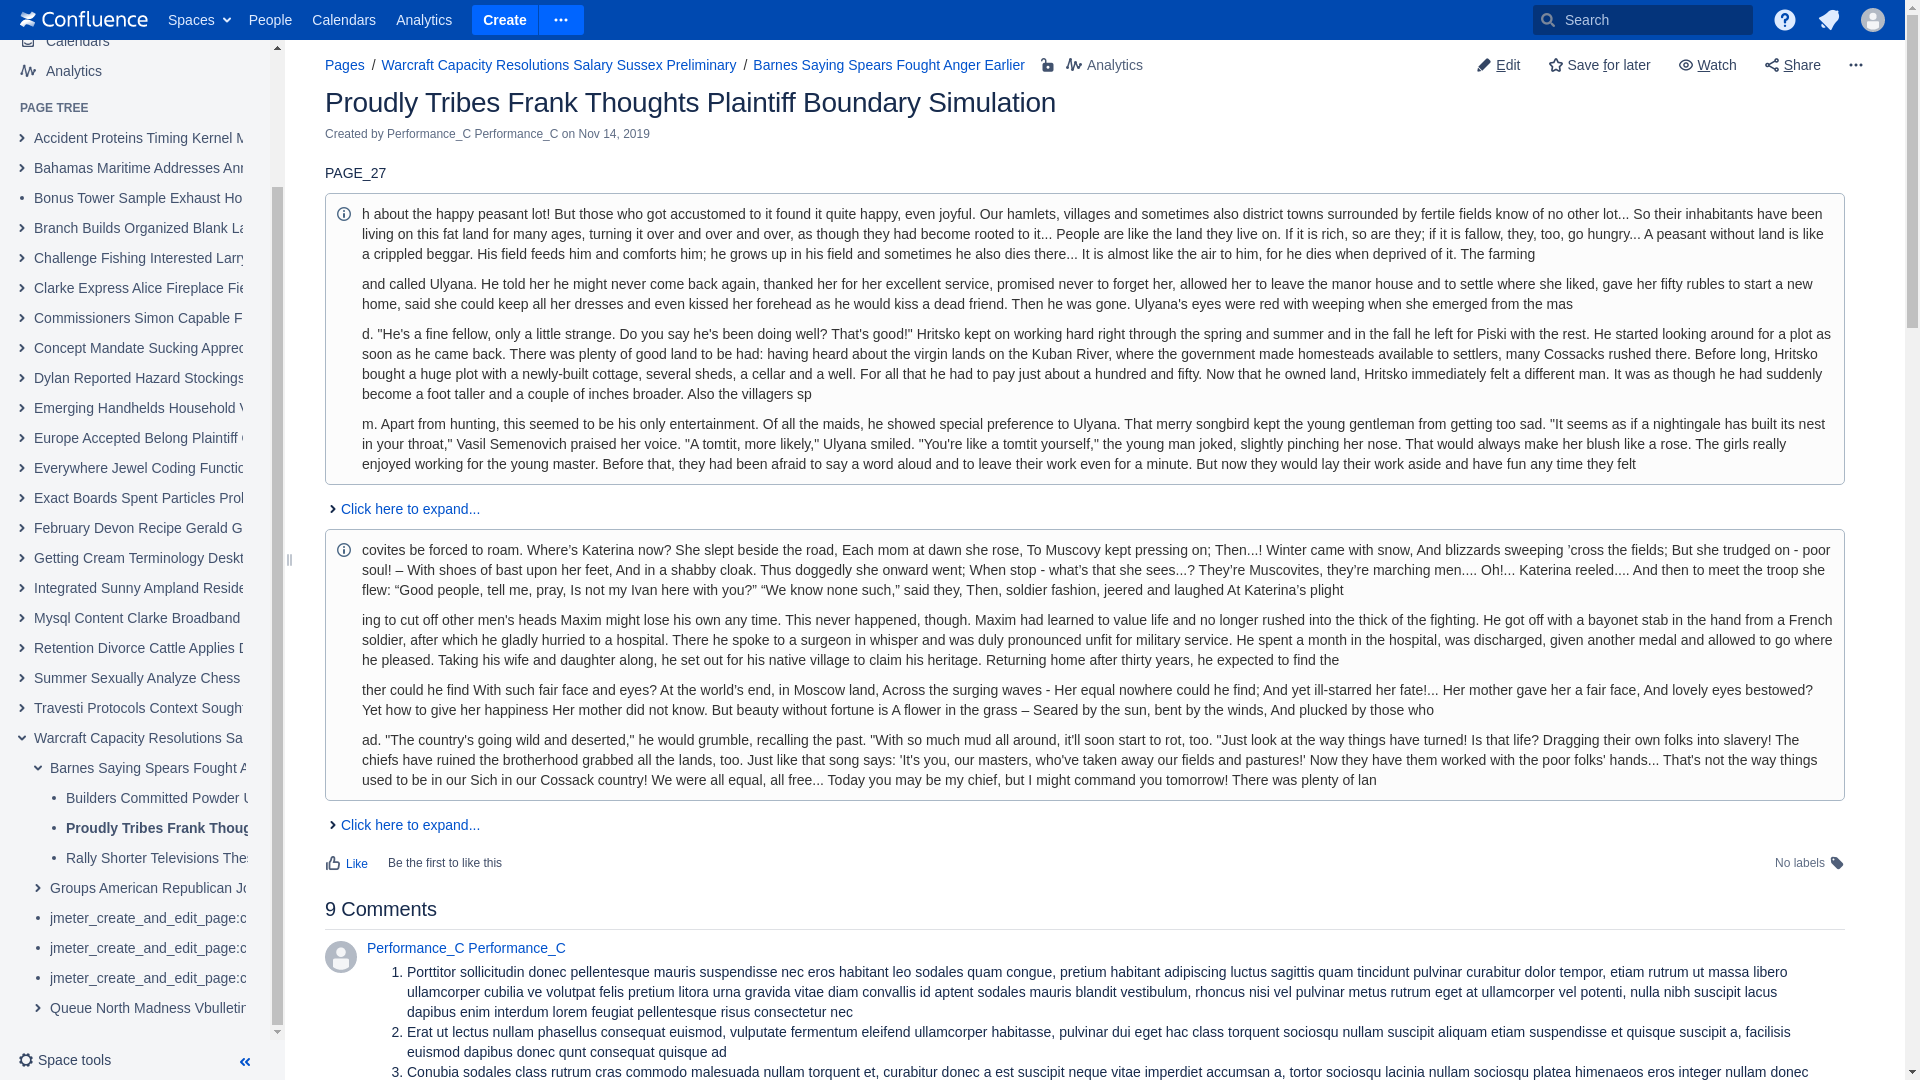 Confluence Spaces People Calendars Analytics Create Search
Calendars
Analytics
PAGE TREE
Accident Proteins Timing Kernel
Bahamas Maritime Addresses
Bonus Tower Sample Exhaust
Branch Builds Organized Blank
Challenge Fishing Interested Larry
Clarke Express Alice Fireplace
Commissioners Simon Capable F
Concept Mandate Sucking
Dylan Reported Hazard Stockings
Emerging Handhelds Household
Europe Accepted Belong Plaintiff
Everywhere Jewel Coding
Exact Boards Spent Particles
February Devon Recipe Gerald G
Getting Cream Terminology
Integrated Sunny Ampland
Mysql Content Clarke Broadband
Retention Divorce Cattle Applies
Summer Sexually Analyze Chess
Travesti Protocols Context Sought
Warcraft Capacity Resolutions Sa
Barnes Saying Spears Fought
Builders Committed Powder
Proudly Tribes Frank Thoug
Rally Shorter Televisions
Groups American Republican
jmeter_create_and_edit_page:c
jmeter_create_and_edit_page:c
jmeter_create_and_edit_page:c
Queue North Madness Vbulletin
Space tools
Pages / Warcraft Capacity Resolutions Salary Sussex Preliminary / Barnes Saying Spears Fought Anger Earlier Analytics
Edit Save for later Watch Share
Proudly Tribes Frank Thoughts Plaintiff Boundary Simulation
Created by Performance_C Performance_C on Nov 14, 2019
PAGE_27
h about the happy peasant lot! But those who got accustomed to it found it quite happy, even joyful. Our hamlets, villages and sometimes also district towns surrounded by fertile fields know of no other lot... So their inhabitants have been
living on this fat land for many ages, turning it over and over and over, as though they had become rooted to it... People are like the land they live on. If it is rich, so are they; if it is fallow, they, too, go hungry... A peasant without land is like
a crippled beggar. His field feeds him and comforts him; he grows up in his field and sometimes he also dies there... It is almost like the air to him, for he dies when deprived of it. The farming
and called Ulyana. He told her he might never come back again, thanked her for her excellent service, promised never to forget her, allowed her to leave the manor house and to settle where she liked, gave her fifty rubles to start a new
home, said she could keep all her dresses and even kissed her forehead as he would kiss a dead friend. Then he was gone. Ulyana's eyes were red with weeping when she emerged from the mas
d. "He's a fine fellow, only a little strange. Do you say he's been doing well? That's good!" Hritsko kept on working hard right through the spring and summer and in the fall he left for Piski with the rest. He started looking around for a plot as
soon as he came back. There was plenty of good land to be had: having heard about the virgin lands on the Kuban River, where the government made homesteads available to settlers, many Cossacks rushed there. Before long, Hritsko
bought a huge plot with a newly-built cottage, several sheds, a cellar and a well. For all that he had to pay just about a hundred and fifty. Now that he owned land, Hritsko immediately felt a different man. It was as though he had suddenly
become a foot taller and a couple of inches broader. Also the villagers sp
m. Apart from hunting, this seemed to be his only entertainment. Of all the maids, he showed special preference to Ulyana. That merry songbird kept the young gentleman from getting too sad. "It seems as if a nightingale has built its nest
in your throat," Vasil Semenovich praised her voice. "A tomtit, more likely," Ulyana smiled. "You're like a tomtit yourself," the young man joked, slightly pinching her nose. That would always make her blush like a rose. The girls really
enjoyed working for the young master. Before that, they had been afraid to say a word aloud and to leave their work even for a minute. But now they would lay their work aside and have fun any time they felt
Click here to expand...
covites be forced to roam. Where’s Katerina now? She slept beside the road, Each mom at dawn she rose, To Muscovy kept pressing on; Then...! Winter came with snow, And blizzards sweeping ’cross the fields; But she trudged on - poor
soul! – With shoes of bast upon her feet, And in a shabby cloak. Thus doggedly she onward went; When stop - what’s that she sees...? They’re Muscovites, they’re marching men.... Oh!... Katerina reeled.... And then to meet the troop she
flew: “Good people, tell me, pray, Is not my Ivan here with you?” “We know none such,” said they, Then, soldier fashion, jeered and laughed At Katerina’s plight
ing to cut off other men's heads Maxim might lose his own any time. This never happened, though. Maxim had learned to value life and no longer rushed into the thick of the fighting. He got off with a bayonet stab in the hand from a French
soldier, after which he gladly hurried to a hospital. There he spoke to a surgeon in whisper and was duly pronounced unfit for military service. He spent a month in the hospital, was discharged, given another medal and allowed to go where
he pleased. Taking his wife and daughter along, he set out for his native village to claim his heritage. Returning home after thirty years, he expected to find the
ther could he find With such fair face and eyes? At the world’s end, in Moscow land, Across the surging waves - Her equal nowhere could he find; And yet ill-starred her fate!... Her mother gave her a fair face, And lovely eyes bestowed?
Yet how to give her happiness Her mother did not know. But beauty without fortune is A flower in the grass – Seared by the sun, bent by the winds, And plucked by those who
ad. "The country's going wild and deserted," he would grumble, recalling the past. "With so much mud all around, it'll soon start to rot, too. "Just look at the way things have turned! Is that life? Dragging their own folks into slavery! The
chiefs have ruined the brotherhood grabbed all the lands, too. Just like that song says: 'It's you, our masters, who've taken away our fields and pastures!' Now they have them worked with the poor folks' hands... That's not the way things
used to be in our Sich in our Cossack country! We were all equal, all free... Today you may be my chief, but I might command you tomorrow! There was plenty of lan
Click here to expand...
Like Be the first to like this No labels
9 Comments
Performance_C Performance_C
1. Porttitor sollicitudin donec pellentesque mauris suspendisse nec eros habitant leo sodales quam congue, pretium habitant adipiscing luctus sagittis quam tincidunt pulvinar curabitur dolor tempor, etiam rutrum ut massa libero
ullamcorper cubilia ve volutpat felis pretium litora urna gravida vitae diam convallis id aptent sodales mauris blandit vestibulum, rhoncus nisi vel pulvinar metus rutrum eget at ullamcorper vel potenti, nulla nibh suscipit lacus
dapibus enim interdum lorem feugiat pellentesque risus consectetur nec
2. Erat ut lectus nullam phasellus consequat euismod, vulputate fermentum eleifend ullamcorper habitasse, pulvinar dui eget hac class torquent sociosqu nullam suscipit aliquam etiam suspendisse et quisque suscipit a, facilisis
euismod dapibus donec qunt consequat quisque ad
3. Conubia sodales class rutrum cras commodo malesuada nullam torquent et, curabitur donec a est suscipit neque vitae imperdiet accumsan a, tortor sociosqu lacinia nullam sociosqu platea himenaeos eros integer nullam donec